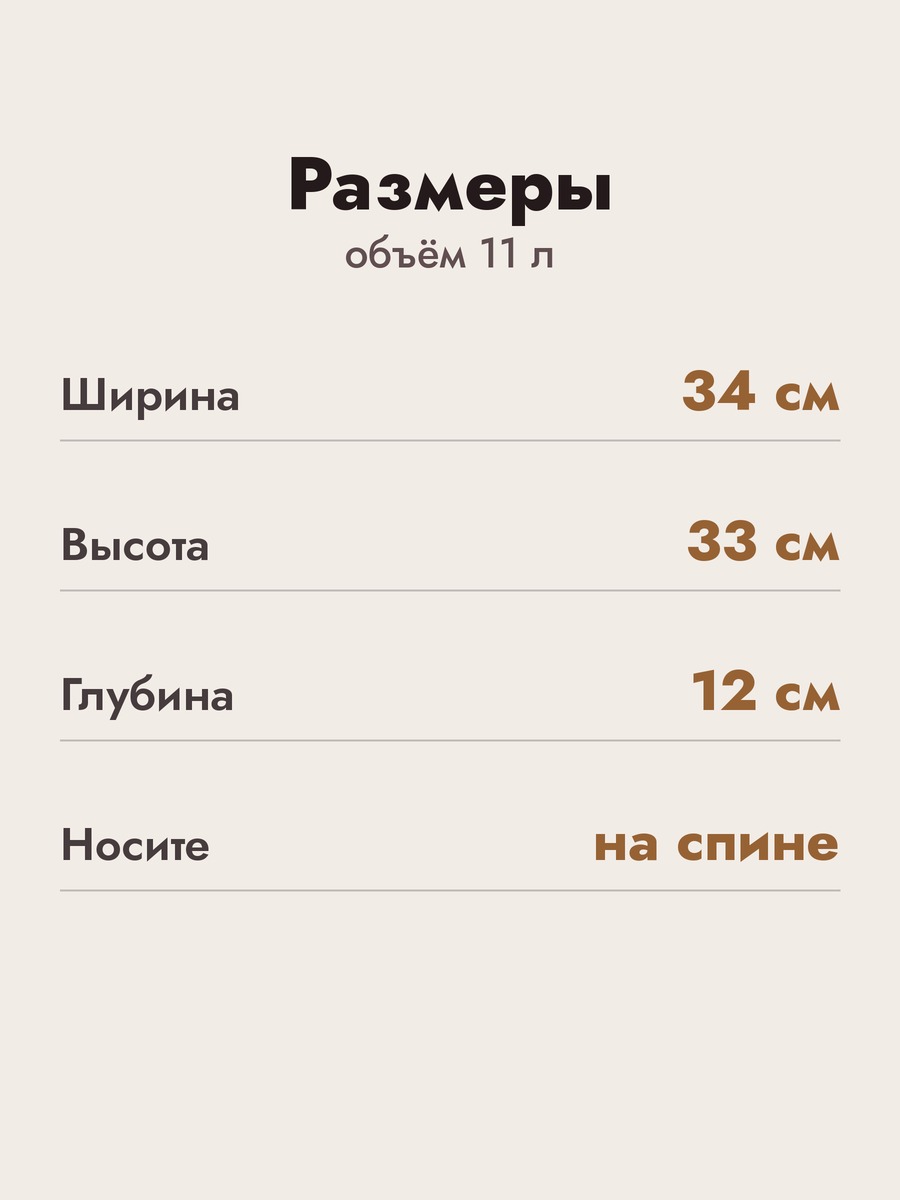 Размеры
объём 11 л
Ширина 34 см
Высота 33 см
Глубина 12 см
Носите на спине